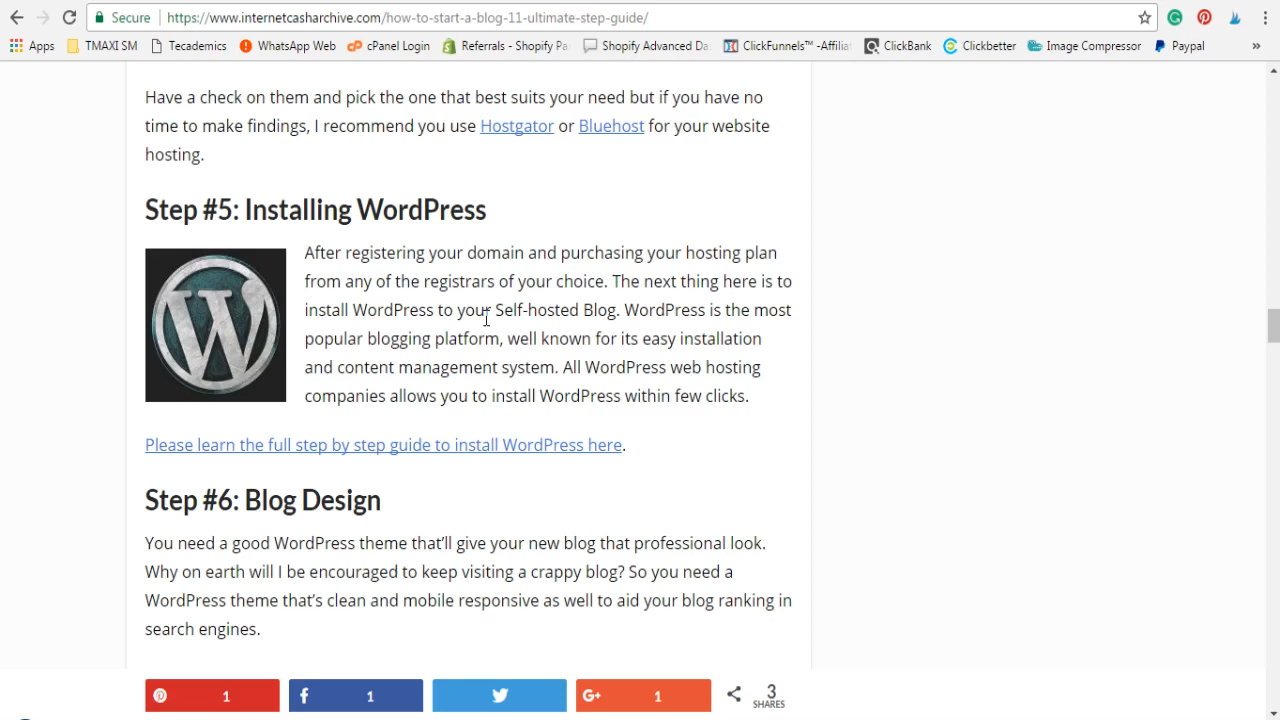 Secure https://www.internetcasharchive.com/how-to-start-a-blog-11-ultimate-step-guide/
Apps TMAXI SM Tecademics WhatsApp Web cPanel Login Referrals - Shopify Pa Shopify Advanced Da ClickFunnels™ -Affilia ClickBank Clickbetter Image Compressor Paypal »
Have a check on them and pick the one that best suits your need but if you have no
time to make findings, I recommend you use Hostgator or Bluehost for your website
hosting.
Step #5: Installing WordPress
After registering your domain and purchasing your hosting plan
from any of the registrars of your choice. The next thing here is to
install WordPress to your Self-hosted Blog. WordPress is the most
popular blogging platform, well known for its easy installation
and content management system. All WordPress web hosting
companies allows you to install WordPress within few clicks.
Please learn the full step by step guide to install WordPress here.
Step #6: Blog Design
You need a good WordPress theme that'll give your new blog that professional look.
Why on earth will I be encouraged to keep visiting a crappy blog? So you need a
WordPress theme that's clean and mobile responsive as well to aid your blog ranking in
search engines.
1 1 G+ 1 3
SHARES